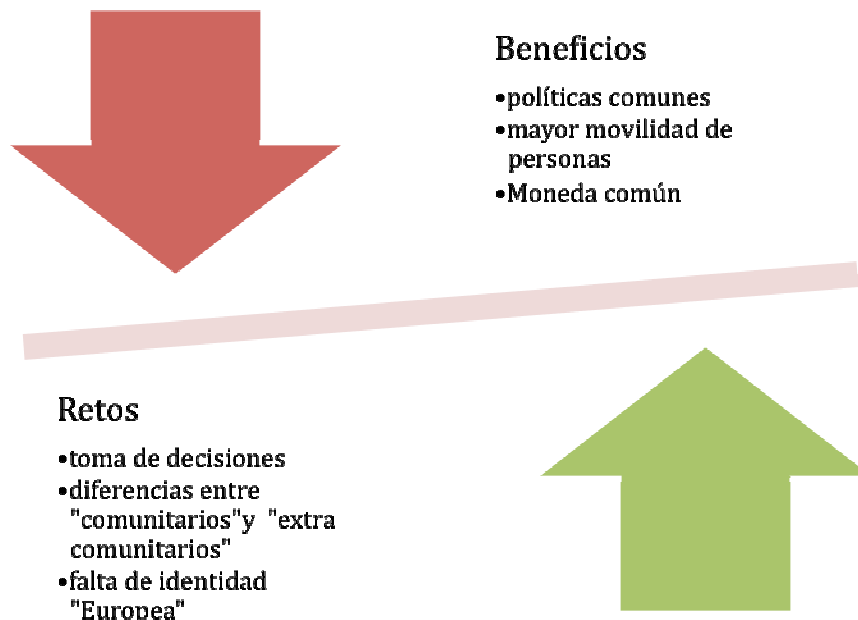 Beneficios
•políticas comunes
•mayor movilidad de
personas
•Moneda común
Retos
•toma de decisiones
•diferencias entre
"comunitarios"y "extra
comunitarios"
•falta de identidad
"Europea"